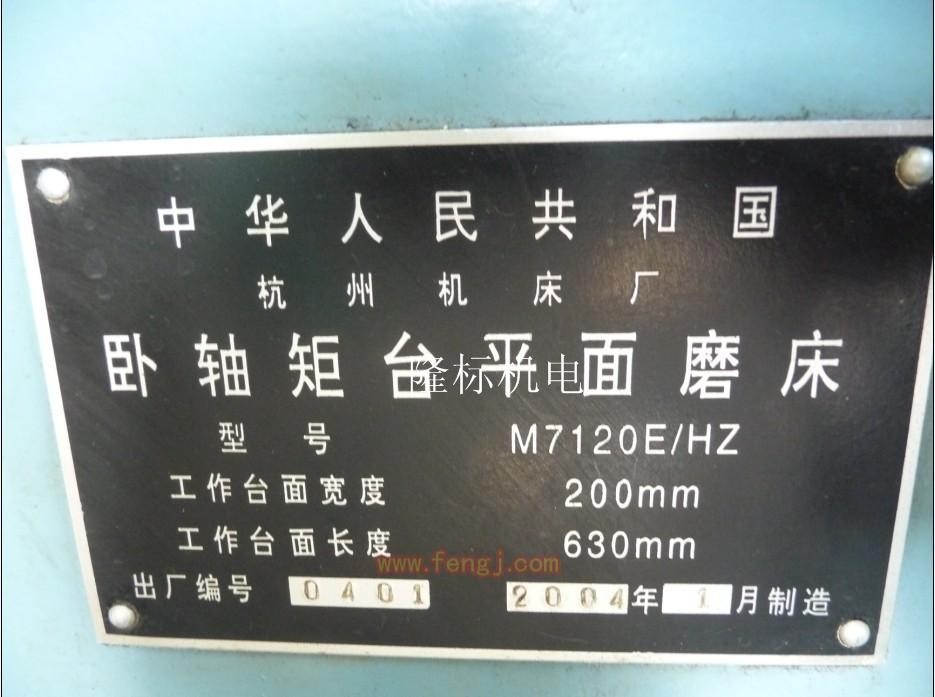 中华人民共和国
杭州机床厂
卧轴矩台平面磨床
隆标机电
型号 M7120E/HZ
工作台面宽度 200mm
工作台面长度 630mm
www.fengj.com
出厂编号 0401 2004年1月制造